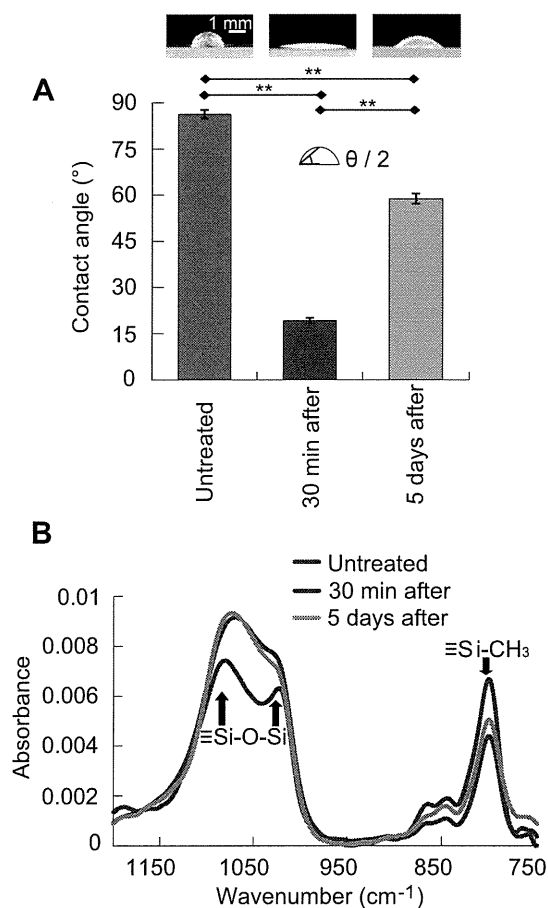 1 mm
**
** **
A
90
75
60
45
30
15
0
Contact angle (°)
θ / 2
Untreated
30 min after
5 days after
B
Untreated
30 min after
5 days after
0.01
0.008
0.006
0.004
0.002
0
Absorbance
≡Si-CH₃
≡Si-O-Si
1150 1050 950 850 750
Wavenumber (cm⁻¹)